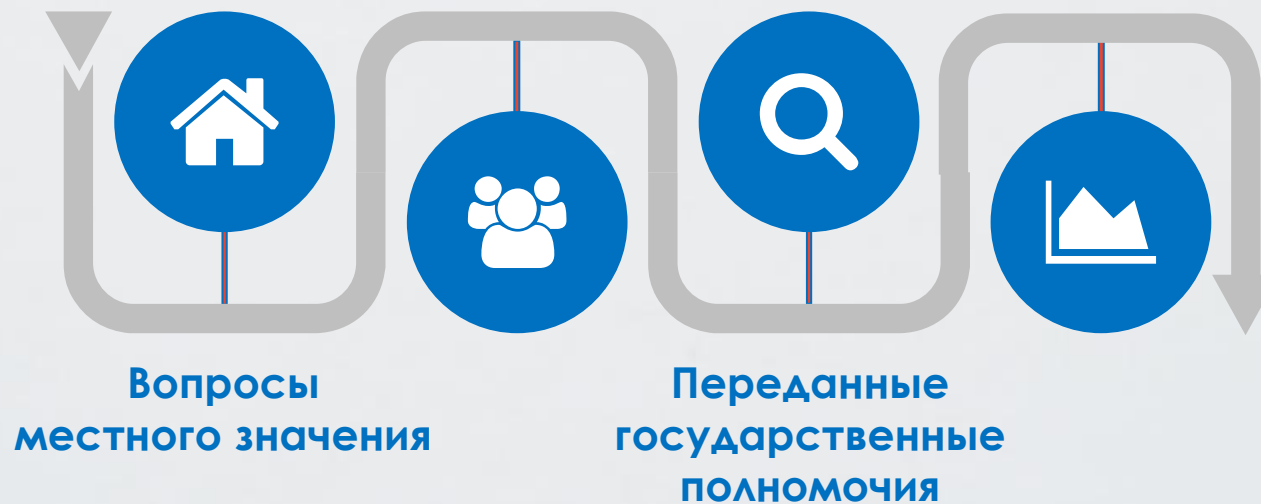 Вопросы
местного значения
Переданные
государственные
полномочия